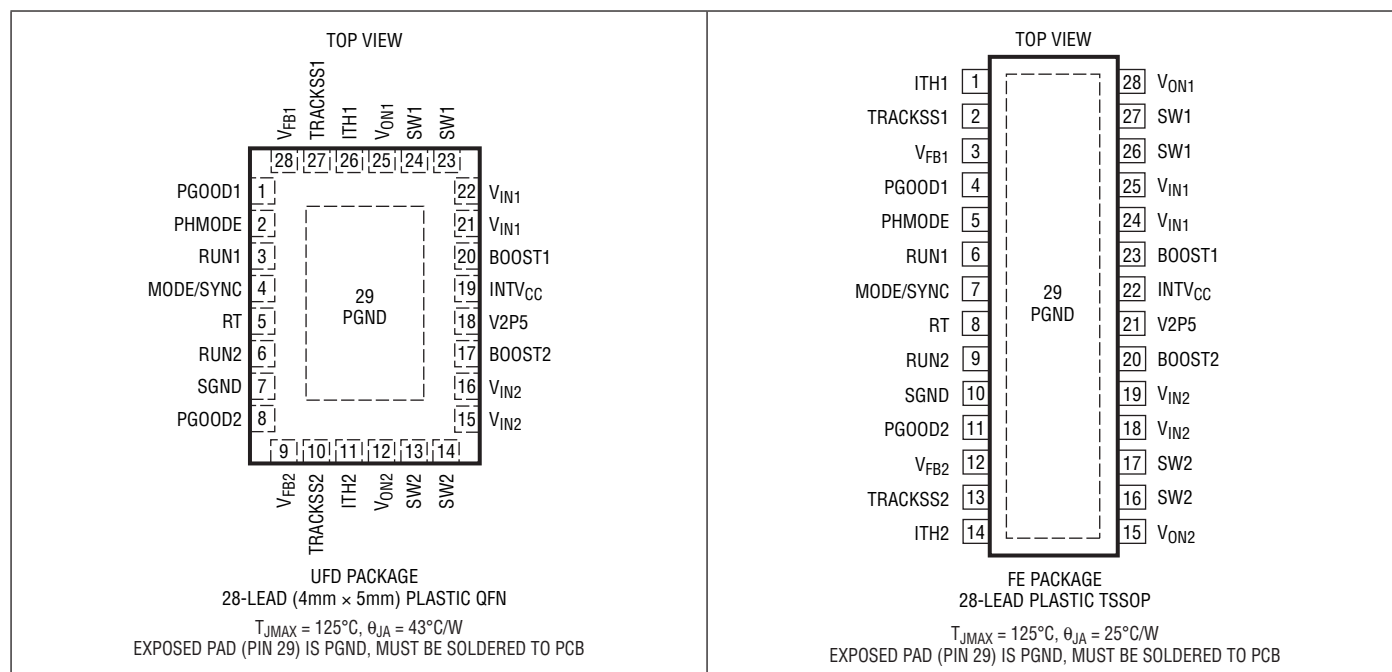 TOP VIEW
VFB1
TRACKSS1
ITH1
VON1
SW1
SW1
28 27 26 25 24 23
PGOOD1 1
PHMODE 2
RUN1 3
MODE/SYNC 4
RT 5
RUN2 6
SGND 7
PGOOD2 8
29
PGND
22 VIN1
21 VIN1
20 BOOST1
19 INTVCC
18 V2P5
17 BOOST2
16 VIN2
15 VIN2
9 10 11 12 13 14
VFB2
TRACKSS2
ITH2
VON2
SW2
SW2
UFD PACKAGE
28-LEAD (4mm × 5mm) PLASTIC QFN
TJMAX = 125°C, θJA = 43°C/W
EXPOSED PAD (PIN 29) IS PGND, MUST BE SOLDERED TO PCB
TOP VIEW
ITH1 1
TRACKSS1 2
VFB1 3
PGOOD1 4
PHMODE 5
RUN1 6
MODE/SYNC 7
RT 8
RUN2 9
SGND 10
PGOOD2 11
VFB2 12
TRACKSS2 13
ITH2 14
29
PGND
28 VON1
27 SW1
26 SW1
25 VIN1
24 VIN1
23 BOOST1
22 INTVCC
21 V2P5
20 BOOST2
19 VIN2
18 VIN2
17 SW2
16 SW2
15 VON2
FE PACKAGE
28-LEAD PLASTIC TSSOP
TJMAX = 125°C, θJA = 25°C/W
EXPOSED PAD (PIN 29) IS PGND, MUST BE SOLDERED TO PCB